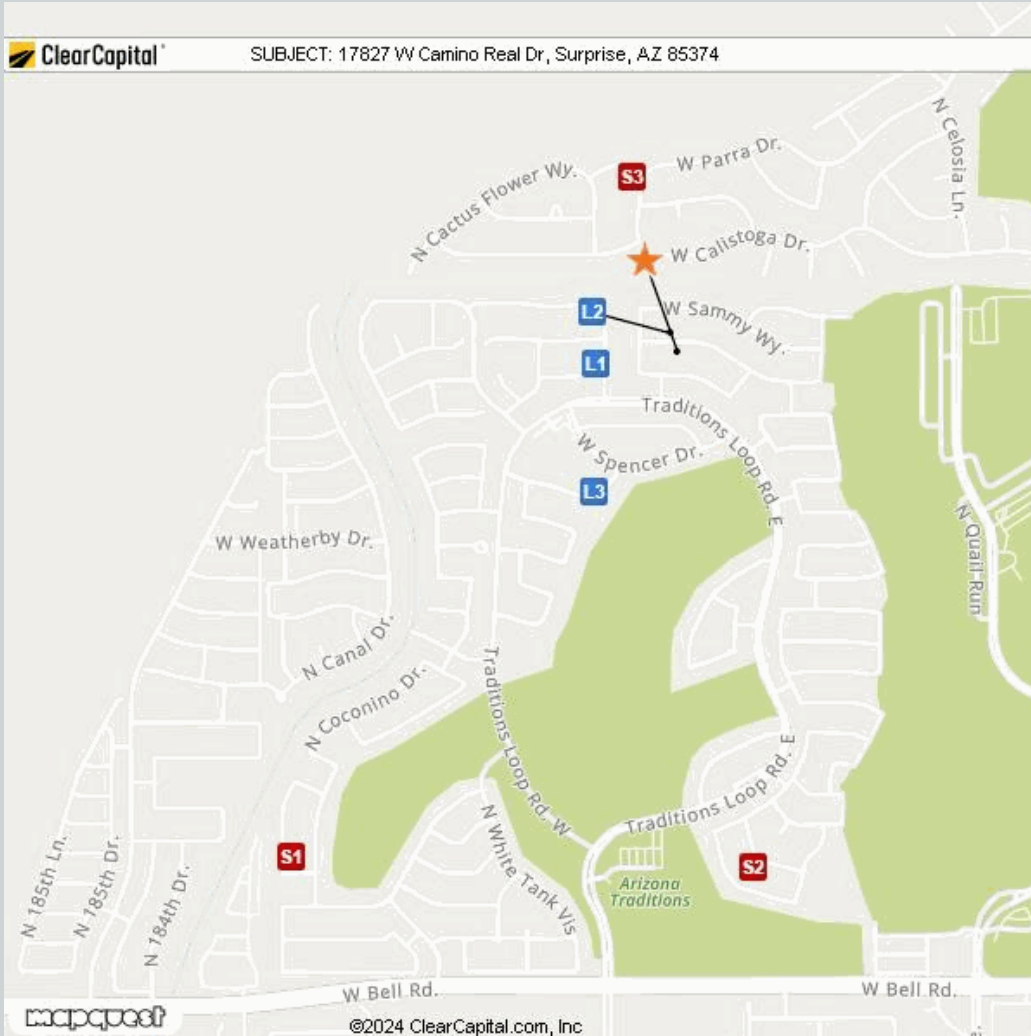 ClearCapital
SUBJECT: 17827 W Camino Real Dr, Surprise, AZ 85374
N Celosia Ln.
W Parra Dr.
S3
N Cactus Flower Wy.
W Calistoga Dr.
L2
W Sammy Wy.
L1
Traditions Loop Rd. E
W Spencer Dr.
L3
N Quail Run
W Weatherby Dr.
N Canal Dr.
N Coconino Dr.
Traditions Loop Rd. W
Traditions Loop Rd. E
N White Tank Vis
S1
S2
Arizona
Traditions
N 185th Ln.
N 185th Dr.
N 184th Dr.
W Bell Rd.
W Bell Rd.
mapquest
©2024 ClearCapital.com, Inc